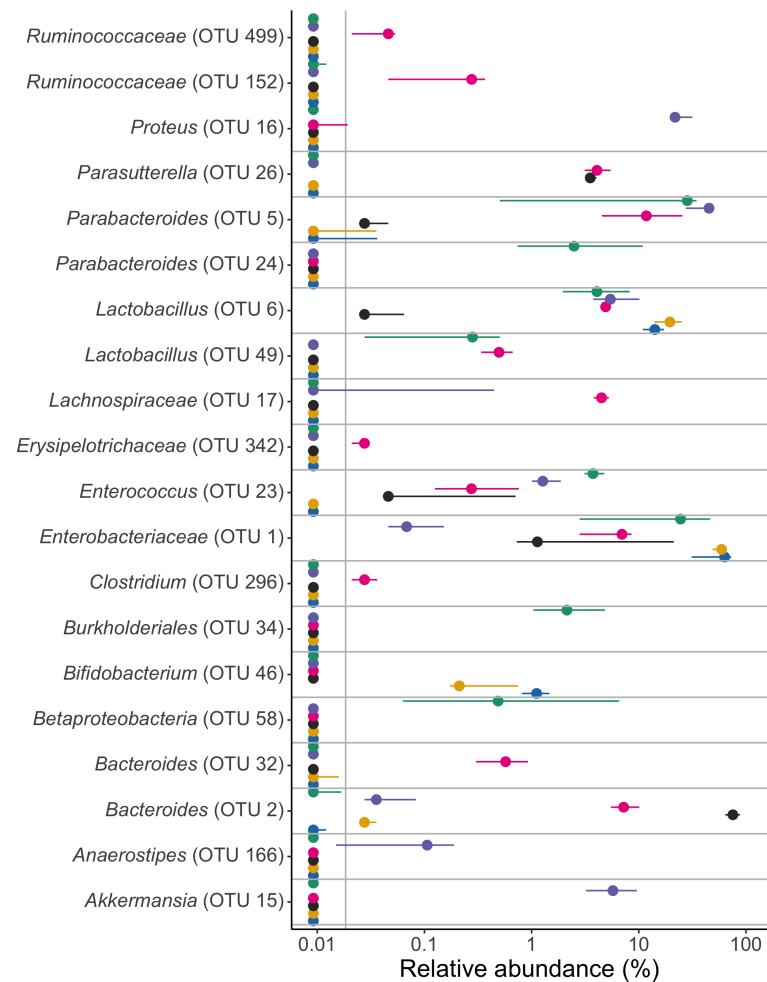 Ruminococcaceae (OTU 499)
Ruminococcaceae (OTU 152)
Proteus (OTU 16)
Parasutterella (OTU 26)
Parabacteroides (OTU 5)
Parabacteroides (OTU 24)
Lactobacillus (OTU 6)
Lactobacillus (OTU 49)
Lachnospiraceae (OTU 17)
Erysipelotrichaceae (OTU 342)
Enterococcus (OTU 23)
Enterobacteriaceae (OTU 1)
Clostridium (OTU 296)
Burkholderiales (OTU 34)
Bifidobacterium (OTU 46)
Betaproteobacteria (OTU 58)
Bacteroides (OTU 32)
Bacteroides (OTU 2)
Anaerostipes (OTU 166)
Akkermansia (OTU 15)
0.01 0.1 1 10 100
Relative abundance (%)